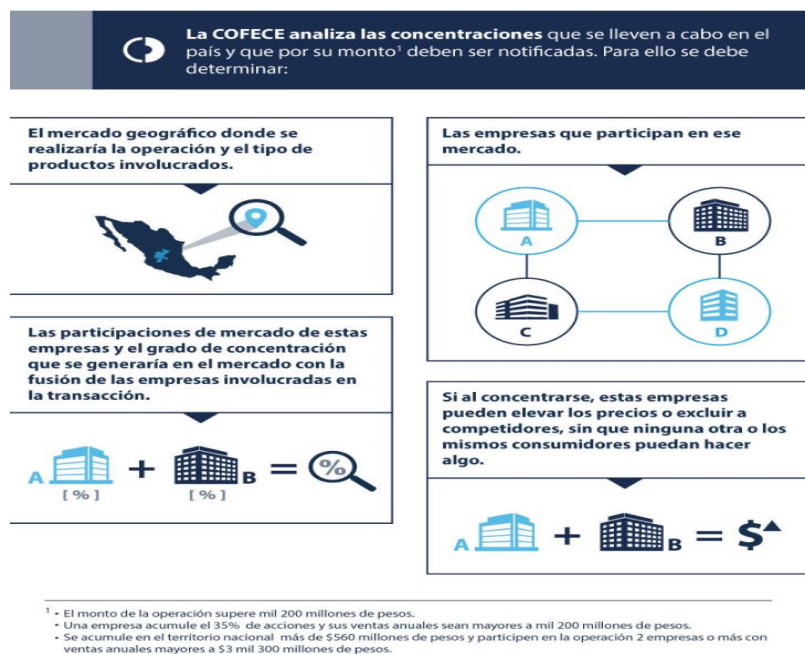 La COFECE analiza las concentraciones que se lleven a cabo en el
país y que por su monto¹ deben ser notificadas. Para ello se debe
determinar:
El mercado geográfico donde se
realizaría la operación y el tipo de
productos involucrados.
Las empresas que participan en ese
mercado.
A
B
C
D
Las participaciones de mercado de estas
empresas y el grado de concentración
que se generaría en el mercado con la
fusión de las empresas involucradas en
la transacción.
A + B = %
[ % ] [ % ]
Si al concentrarse, estas empresas
pueden elevar los precios o excluir a
competidores, sin que ninguna otra o los
mismos consumidores puedan hacer
algo.
A + B = $
¹ - El monto de la operación supere mil 200 millones de pesos.
- Una empresa acumule el 35% de acciones y sus ventas anuales sean mayores a mil 200 millones de pesos.
- Se acumule en el territorio nacional más de $560 millones de pesos y participen en la operación 2 empresas o más con
ventas anuales mayores a $3 mil 300 millones de pesos.